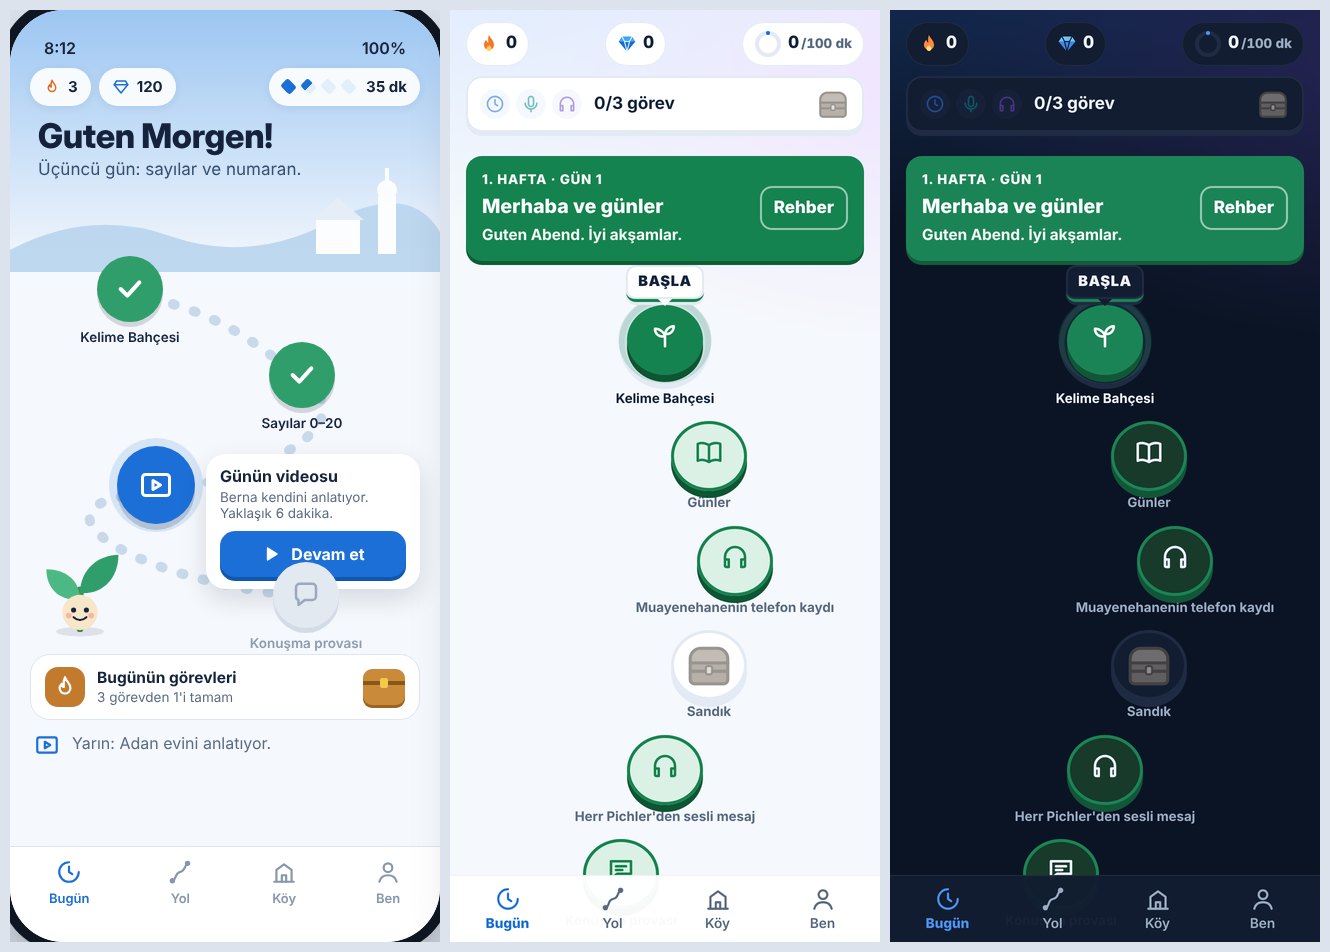 8:12
100%
3
120
35 dk
Guten Morgen!
Üçüncü gün: sayılar ve numaran.
Kelime Bahçesi
Sayılar 0–20
Günün videosu
Berna kendini anlatıyor.
Yaklaşık 6 dakika.
Devam et
Konuşma provası
Bugünün görevleri
3 görevden 1'i tamam
Yarın: Adan evini anlatıyor.
Bugün
Yol
Köy
Ben
0
0
0/100 dk
0/3 görev
1. HAFTA · GÜN 1
Merhaba ve günler
Guten Abend. İyi akşamlar.
Rehber
BAŞLA
Kelime Bahçesi
Günler
Muayenehanenin telefon kaydı
Sandık
Herr Pichler'den sesli mesaj
Konuşma provası
Bugün
Yol
Köy
Ben
0
0
0/100 dk
0/3 görev
1. HAFTA · GÜN 1
Merhaba ve günler
Guten Abend. İyi akşamlar.
Rehber
BAŞLA
Kelime Bahçesi
Günler
Muayenehanenin telefon kaydı
Sandık
Herr Pichler'den sesli mesaj
Konuşma provası
Bugün
Yol
Köy
Ben